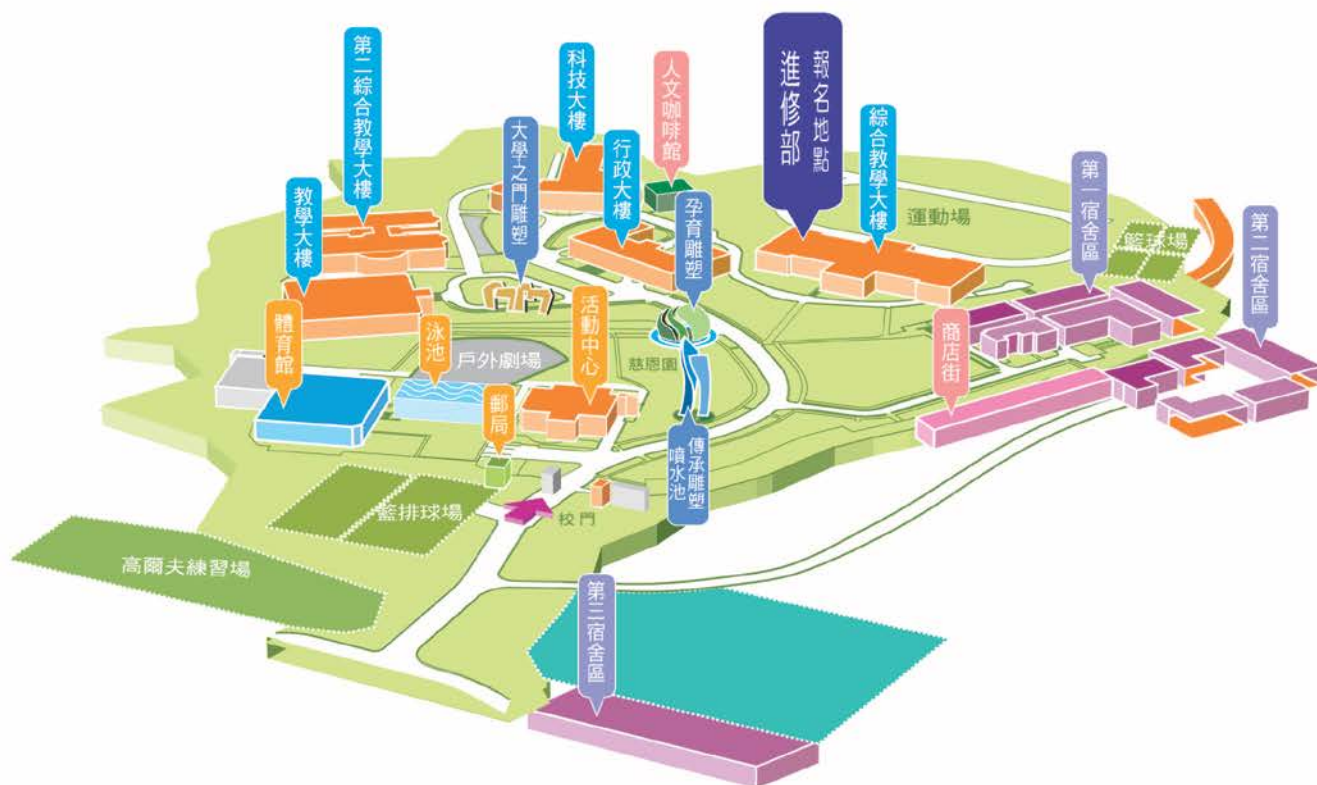 第二綜合教學大樓
科技大樓
人文咖啡館
報名地點
進修部
大學之門雕塑
行政大樓
綜合教學大樓
教學大樓
孕育雕塑
運動場
第一宿舍區
籃球場
第二宿舍區
體育館
泳池
戶外劇場
活動中心
慈恩園
商店街
郵局
傳承雕塑
噴水池
籃排球場
校門
高爾夫練習場
第三宿舍區